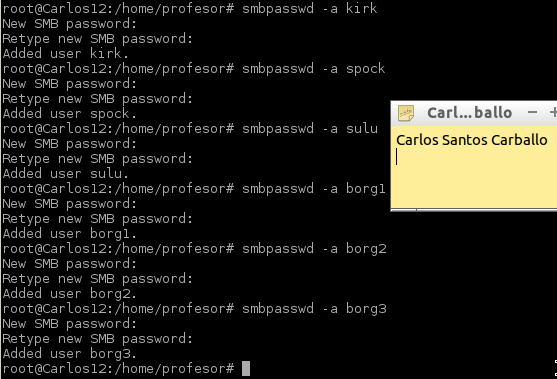 root@Carlos12:/home/profesor# smbpasswd -a kirk
New SMB password:
Retype new SMB password:
Added user kirk.
root@Carlos12:/home/profesor# smbpasswd -a spock
New SMB password:
Retype new SMB password:
Added user spock.
root@Carlos12:/home/profesor# smbpasswd -a sulu
New SMB password:
Retype new SMB password:
Added user sulu.
root@Carlos12:/home/profesor# smbpasswd -a borg1
New SMB password:
Retype new SMB password:
Added user borg1.
root@Carlos12:/home/profesor# smbpasswd -a borg2
New SMB password:
Retype new SMB password:
Added user borg2.
root@Carlos12:/home/profesor# smbpasswd -a borg3
New SMB password:
Retype new SMB password:
Added user borg3.
root@Carlos12:/home/profesor#
Carl...ballo
Carlos Santos Carballo